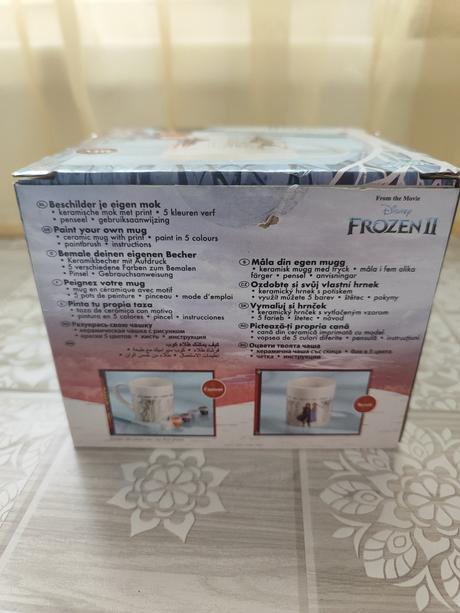 From the Movie
Disney
FROZEN II
Beschilder je eigen mok
• keramische mok met print • 5 kleuren verf
• penseel • gebruiksaanwijzing
Paint your own mug
• ceramic mug with print • paint in 5 colours
• paintbrush • instructions
Bemale deinen eigenen Becher
• Keramikbecher mit Aufdruck
• 5 verschiedene Farben zum Bemalen
• Pinsel • Gebrauchsanweisung
Peignez votre mug
• mug en céramique avec motif
• 5 pots de peinture • pinceau • mode d'emploi
Pinta tu propia taza
• taza da cerámica con motivo
• pintura en 5 colores • pincel • instrucciones
Разукрась свою чашку
• керамическая чашка с рисунком
• краски 5 цветов • кисть • инструкция
Måla din egen mugg
• keramisk mugg med tryck • måla i fem olika
färger • pensel • anvisningar
Ozdobte si svůj vlastní hrnek
• keramický hrnek s potiskem
• využij můžete 5 barev • štětec • pokyny
Vymaľuj si hrnček
• keramický hrnček s vytlačeným vzorom
• 5 farieb • štetec • návod
Pictează-ți propria cană
• cană din ceramică imprimată cu model
• vopsea de 5 culori diferite • pensulă • instrucțiuni
Оцвети твоята чаша
• керамична чаша със скица • бои в 5 цвята
• четка • инструкции